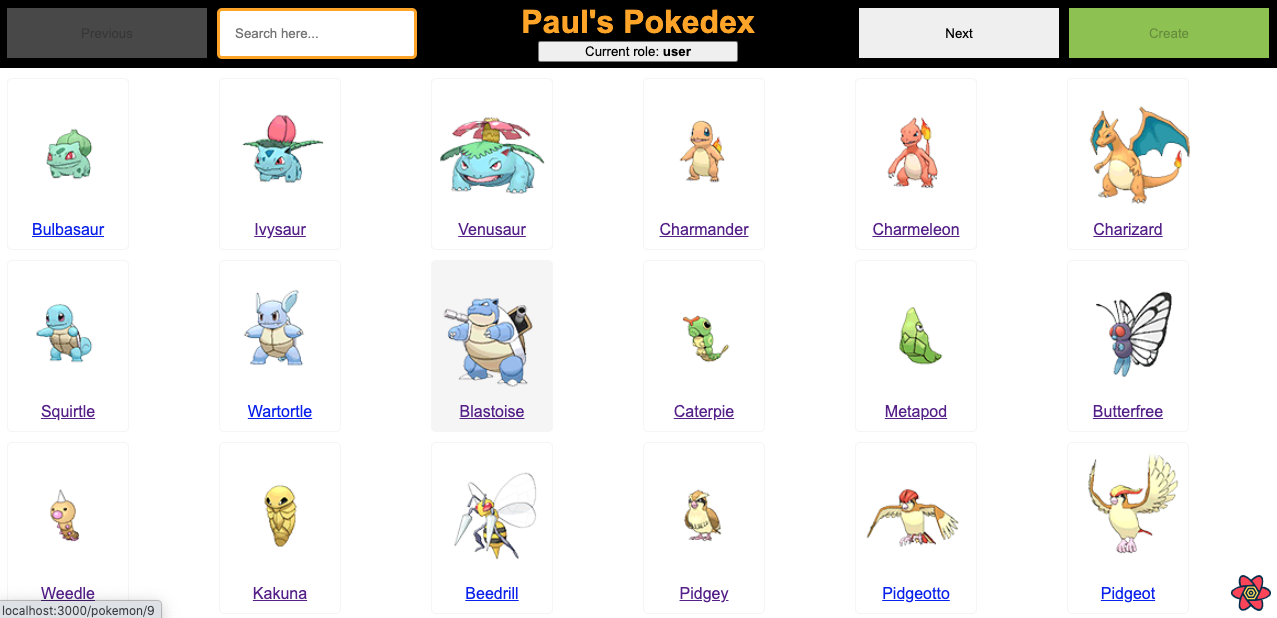 Previous
Search here...
Paul's Pokedex
Current role: user
Next
Create
Bulbasaur
Ivysaur
Venusaur
Charmander
Charmeleon
Charizard
Squirtle
Wartortle
Blastoise
Caterpie
Metapod
Butterfree
Weedle
Kakuna
Beedrill
Pidgey
Pidgeotto
Pidgeot
localhost:3000/pokemon/9